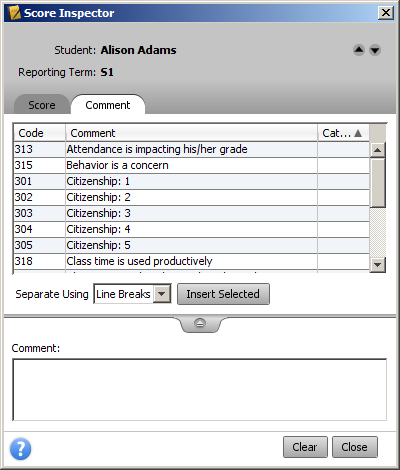 Score Inspector
Student: Alison Adams
Reporting Term: S1
Score Comment
Code Comment Cat...
313 Attendance is impacting his/her grade
315 Behavior is a concern
301 Citizenship: 1
302 Citizenship: 2
303 Citizenship: 3
304 Citizenship: 4
305 Citizenship: 5
318 Class time is used productively
Separate Using Line Breaks Insert Selected
Comment:
? Clear Close